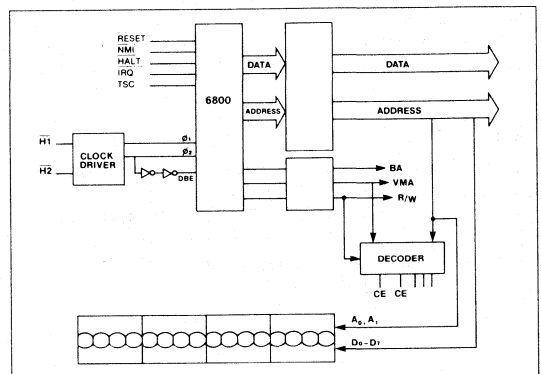 RESET
NMI
HALT
IRQ
TSC
6800
DATA
ADDRESS
DATA
ADDRESS
H1
H2
CLOCK
DRIVER
ø₁
ø₂
DBE
BA
VMA
R/W
DECODER
CE
CE
A₀, A₁
D₀–D₇